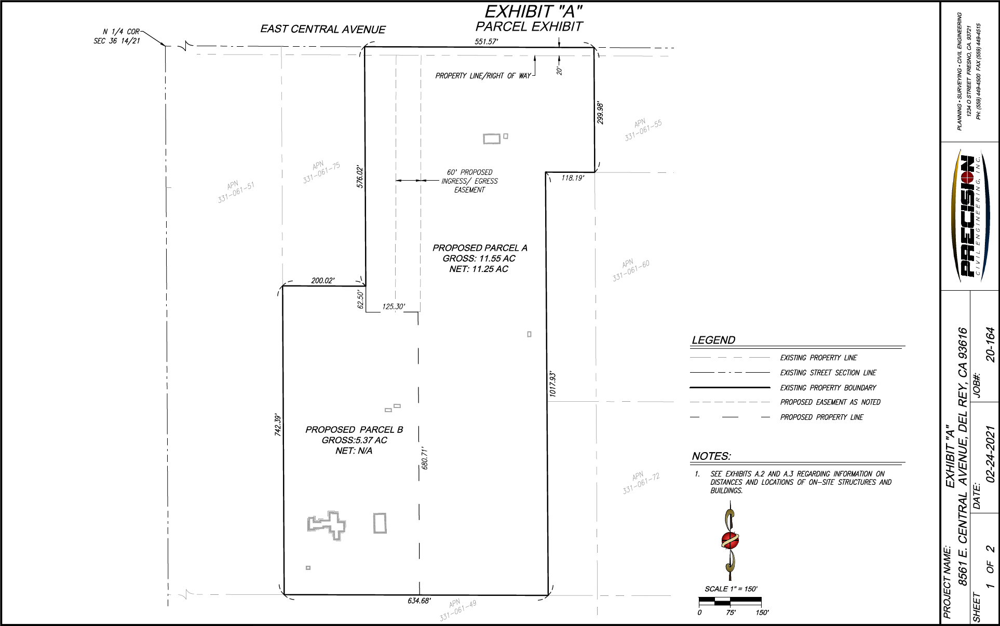 EXHIBIT "A"
PARCEL EXHIBIT
EAST CENTRAL AVENUE
N 1/4 COR
SEC 36 14/21
551.57'
PROPERTY LINE/RIGHT OF WAY
20'
299.98'
APN
331-061-55
118.19'
576.02'
60' PROPOSED
INGRESS/ EGRESS
EASEMENT
APN
331-061-75
APN
331-061-51
PROPOSED PARCEL A
GROSS: 11.55 AC
NET: 11.25 AC
APN
331-061-60
200.02'
62.50'
125.30'
1017.93'
742.39'
PROPOSED PARCEL B
GROSS:5.37 AC
NET: N/A
680.71'
APN
331-061-72
634.68'
APN
331-061-49
LEGEND
EXISTING PROPERTY LINE
EXISTING STREET SECTION LINE
EXISTING PROPERTY BOUNDARY
PROPOSED EASEMENT AS NOTED
PROPOSED PROPERTY LINE
NOTES:
1. SEE EXHIBITS A.2 AND A.3 REGARDING INFORMATION ON
DISTANCES AND LOCATIONS OF ON-SITE STRUCTURES AND
BUILDINGS.
SCALE 1" = 150'
0 75' 150'
PLANNING • SURVEYING • CIVIL ENGINEERING
1234 O STREET FRESNO, CA. 93721
PH: (559) 449-4500 FAX (559) 449-4515
PRECISION
CIVIL ENGINEERING, INC.
PROJECT NAME:
EXHIBIT "A"
8561 E. CENTRAL AVENUE, DEL REY, CA 93616
JOB#:
20-164
DATE:
02-24-2021
SHEET
1 OF 2